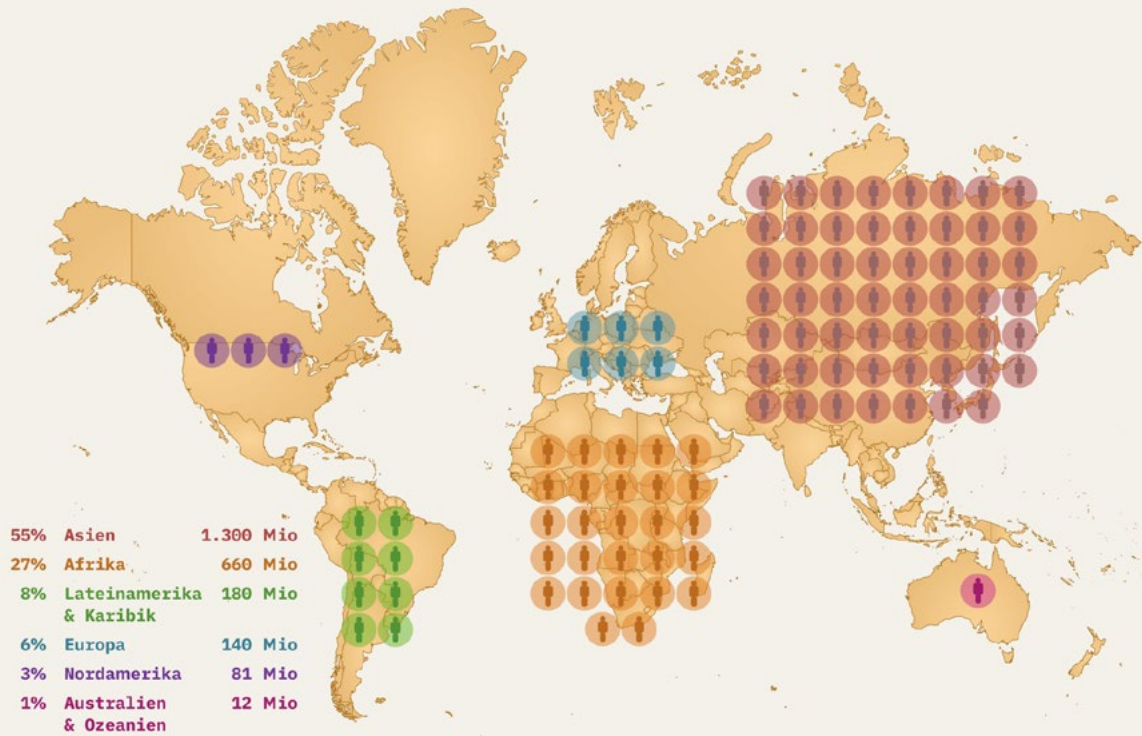 55% Asien 1.300 Mio
27% Afrika 660 Mio
8% Lateinamerika 180 Mio
& Karibik
6% Europa 140 Mio
3% Nordamerika 81 Mio
1% Australien 12 Mio
& Ozeanien